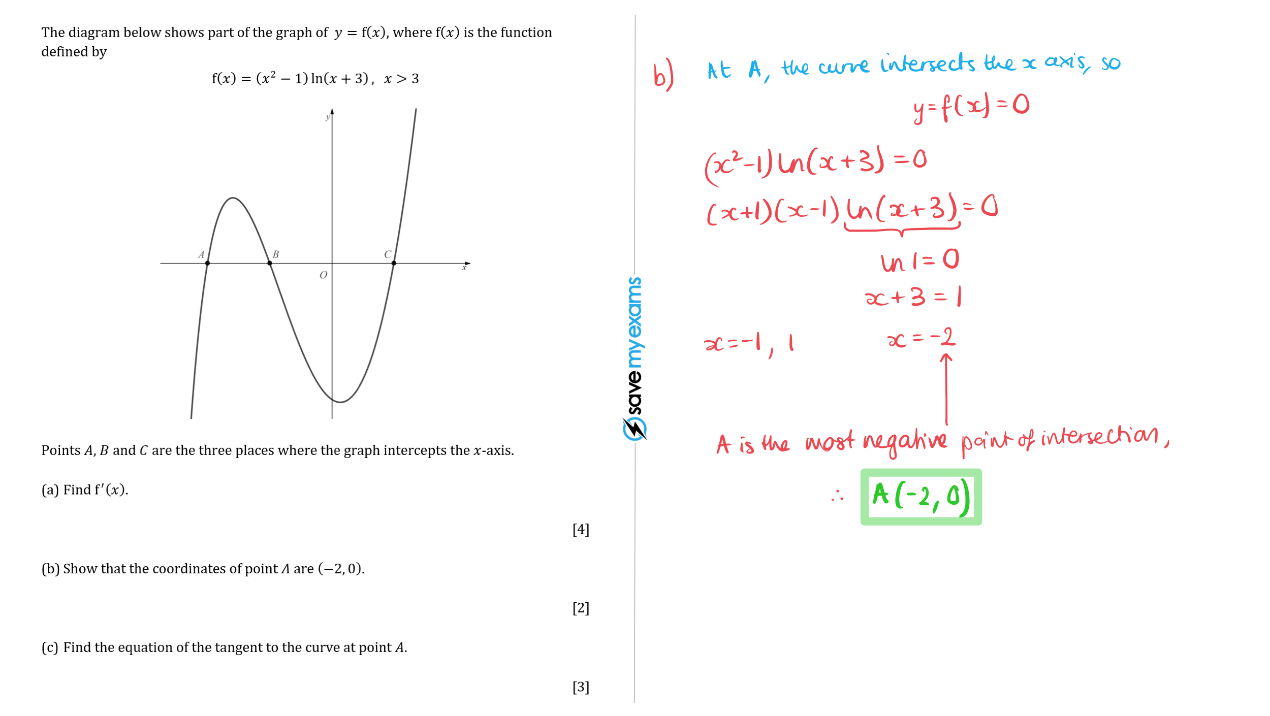 The diagram below shows part of the graph of y = f(x), where f(x) is the function
defined by
f(x) = (x² − 1) ln(x + 3), x > 3
y
A
B
C
O
x
Points A, B and C are the three places where the graph intercepts the x-axis.
(a) Find f′(x).
[4]
(b) Show that the coordinates of point A are (−2, 0).
[2]
(c) Find the equation of the tangent to the curve at point A.
[3]
save my exams
b) At A, the curve intersects the x axis, so
y=f(x)=0
(x²-1)ln(x+3)=0
(x+1)(x-1)ln(x+3)=0
ln 1=0
x+3=1
x=-1, 1 x=-2
A is the most negative point of intersection,
∴ A(-2, 0)